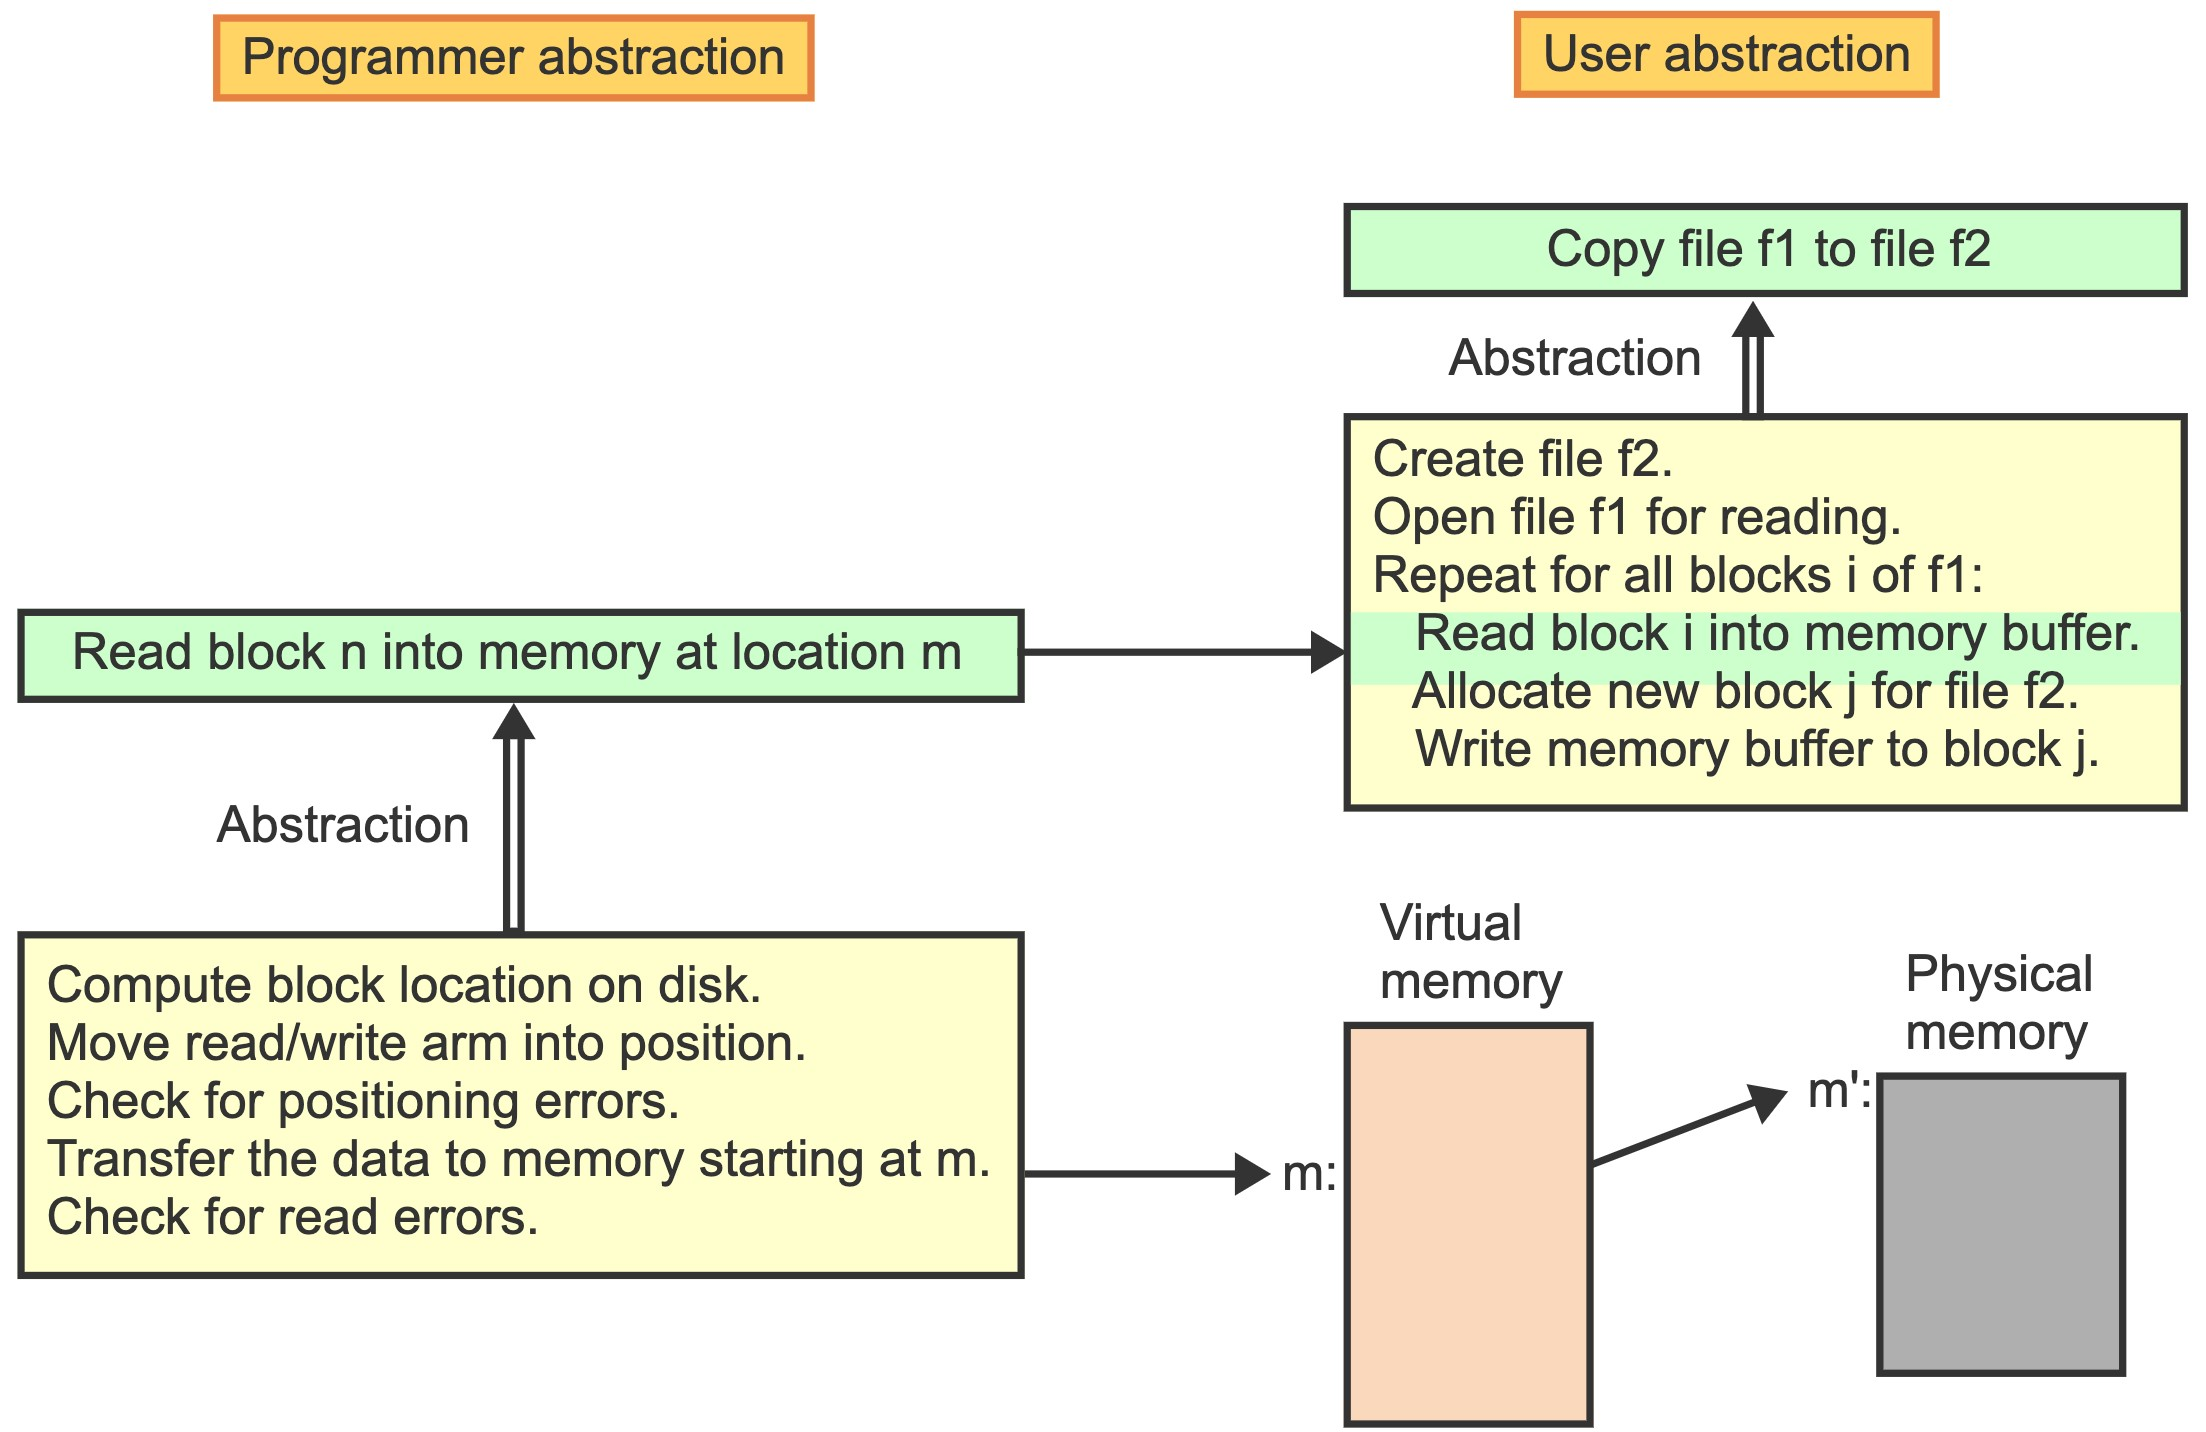 Programmer abstraction
User abstraction
Copy file f1 to file f2
Abstraction
Create file f2.
Open file f1 for reading.
Repeat for all blocks i of f1:
Read block i into memory buffer.
Allocate new block j for file f2.
Write memory buffer to block j.
Read block n into memory at location m
Abstraction
Compute block location on disk.
Move read/write arm into position.
Check for positioning errors.
Transfer the data to memory starting at m.
Check for read errors.
Virtual
memory
m:
Physical
memory
m':